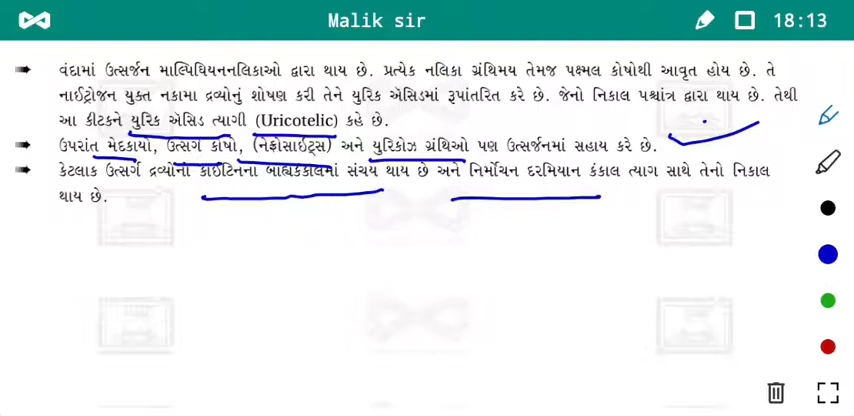 Malik sir
18:13
વંદામાં ઉત્સર્જન માલ્પિઘિયનનલિકાઓ દ્વારા થાય છે. પ્રત્યેક નલિકા ગ્રંથિમય તેમજ પક્ષ્મલ કોષોથી આવૃત હોય છે. તે
નાઈટ્રોજન યુક્ત નકામા દ્રવ્યોનું શોષણ કરી તેને યુરિક ઍસિડમાં રૂપાંતરિત કરે છે. જેનો નિકાલ પશ્ચાંત્ર દ્વારા થાય છે. તેથી
આ કીટકને યુરિક ઍસિડ ત્યાગી (Uricotelic) કહે છે.
ઉપરાંત મેદકાયો, ઉત્સર્ગ કોષો, (નેફ્રોસાઈટ્સ) અને યુરિકોઝ ગ્રંથિઓ પણ ઉત્સર્જનમાં સહાય કરે છે.
કેટલાક ઉત્સર્ગ દ્રવ્યોનો કાઈટિનના બાહ્યકંકાલમાં સંચય થાય છે અને નિર્મોચન દરમિયાન કંકાલ ત્યાગ સાથે તેનો નિકાલ
થાય છે.